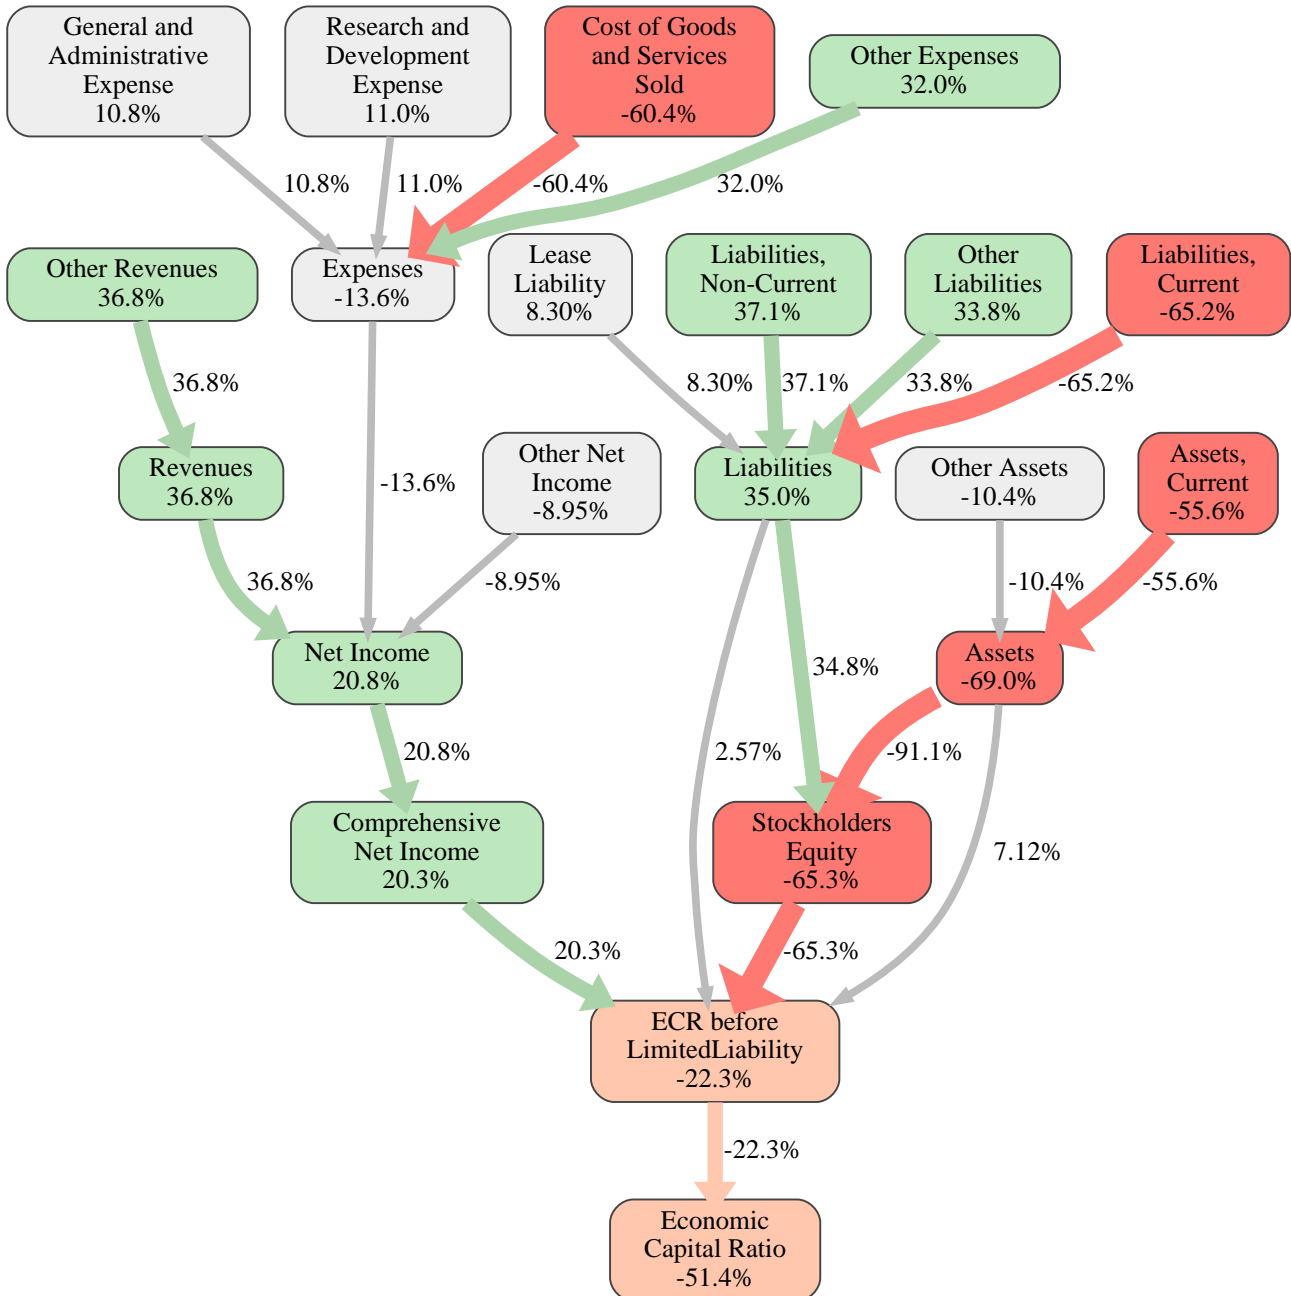 General and
Administrative
Expense
10.8%
Research and
Development
Expense
11.0%
Cost of Goods
and Services
Sold
-60.4%
Other Expenses
32.0%
10.8%
11.0%
-60.4%
32.0%
Other Revenues
36.8%
Expenses
-13.6%
Lease
Liability
8.30%
Liabilities,
Non-Current
37.1%
Other
Liabilities
33.8%
Liabilities,
Current
-65.2%
36.8%
8.30%
37.1%
33.8%
-65.2%
Revenues
36.8%
-13.6%
Other Net
Income
-8.95%
Liabilities
35.0%
Other Assets
-10.4%
Assets,
Current
-55.6%
36.8%
-8.95%
-10.4%
-55.6%
Net Income
20.8%
34.8%
Assets
-69.0%
20.8%
2.57%
-91.1%
Comprehensive
Net Income
20.3%
Stockholders
Equity
-65.3%
7.12%
20.3%
-65.3%
ECR before
LimitedLiability
-22.3%
-22.3%
Economic
Capital Ratio
-51.4%